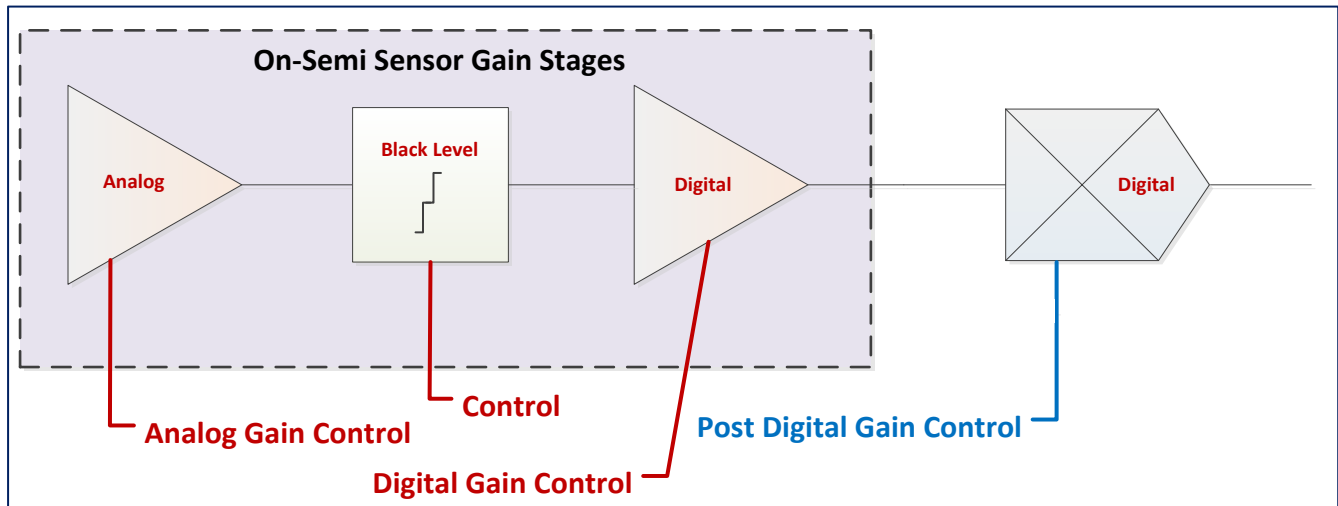 On-Semi Sensor Gain Stages
Analog
Black Level
Digital
Digital
Control
Analog Gain Control
Post Digital Gain Control
Digital Gain Control